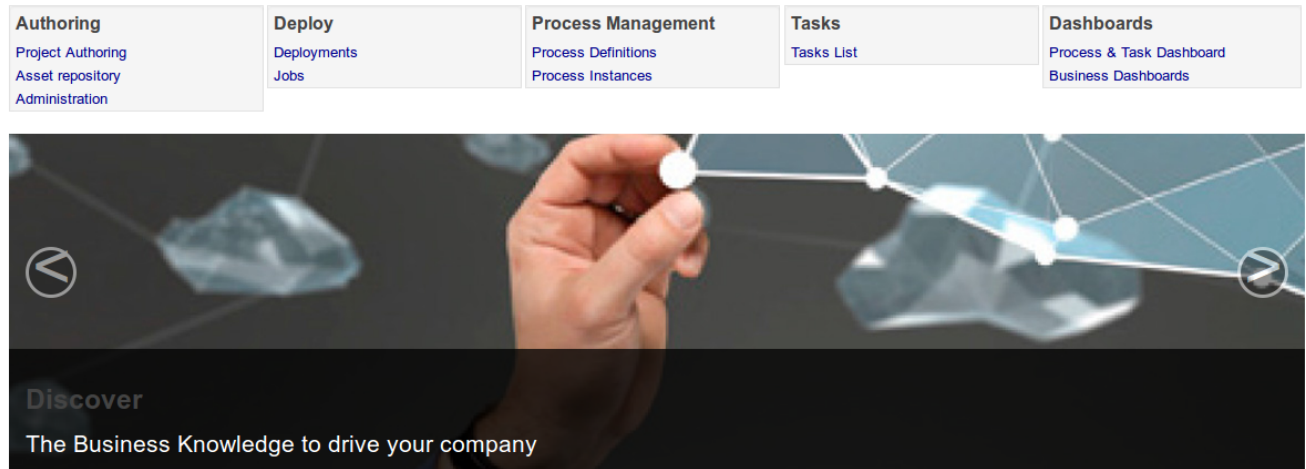 Authoring
Project Authoring
Asset repository
Administration
Deploy
Deployments
Jobs
Process Management
Process Definitions
Process Instances
Tasks
Tasks List
Dashboards
Process & Task Dashboard
Business Dashboards
<
>
Discover
The Business Knowledge to drive your company